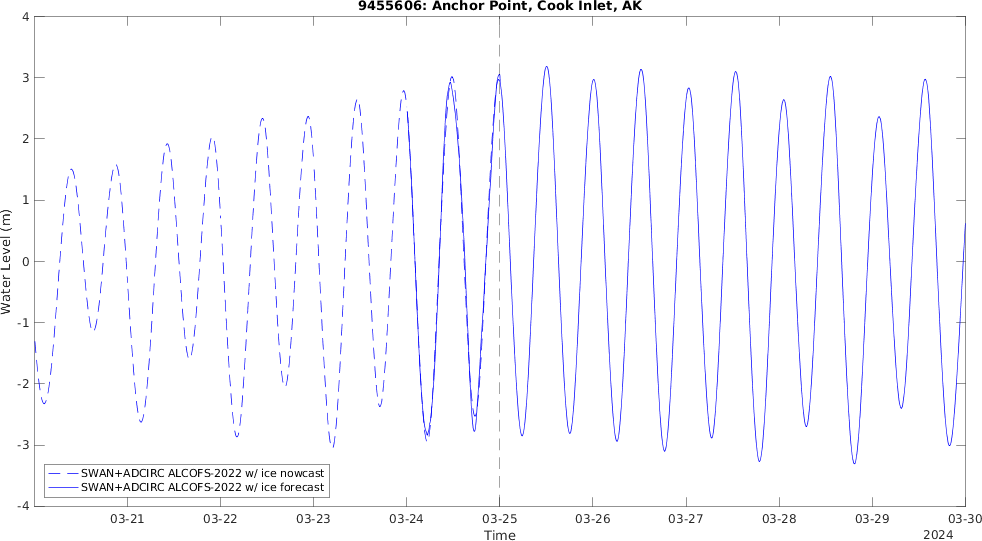 9455606: Anchor Point, Cook Inlet, AK
4
3
2
1
0
-1
-2
-3
-4
Water Level (m)
SWAN+ADCIRC ALCOFS-2022 w/ ice nowcast
SWAN+ADCIRC ALCOFS-2022 w/ ice forecast
03-21 03-22 03-23 03-24 03-25 03-26 03-27 03-28 03-29 03-30
Time
2024